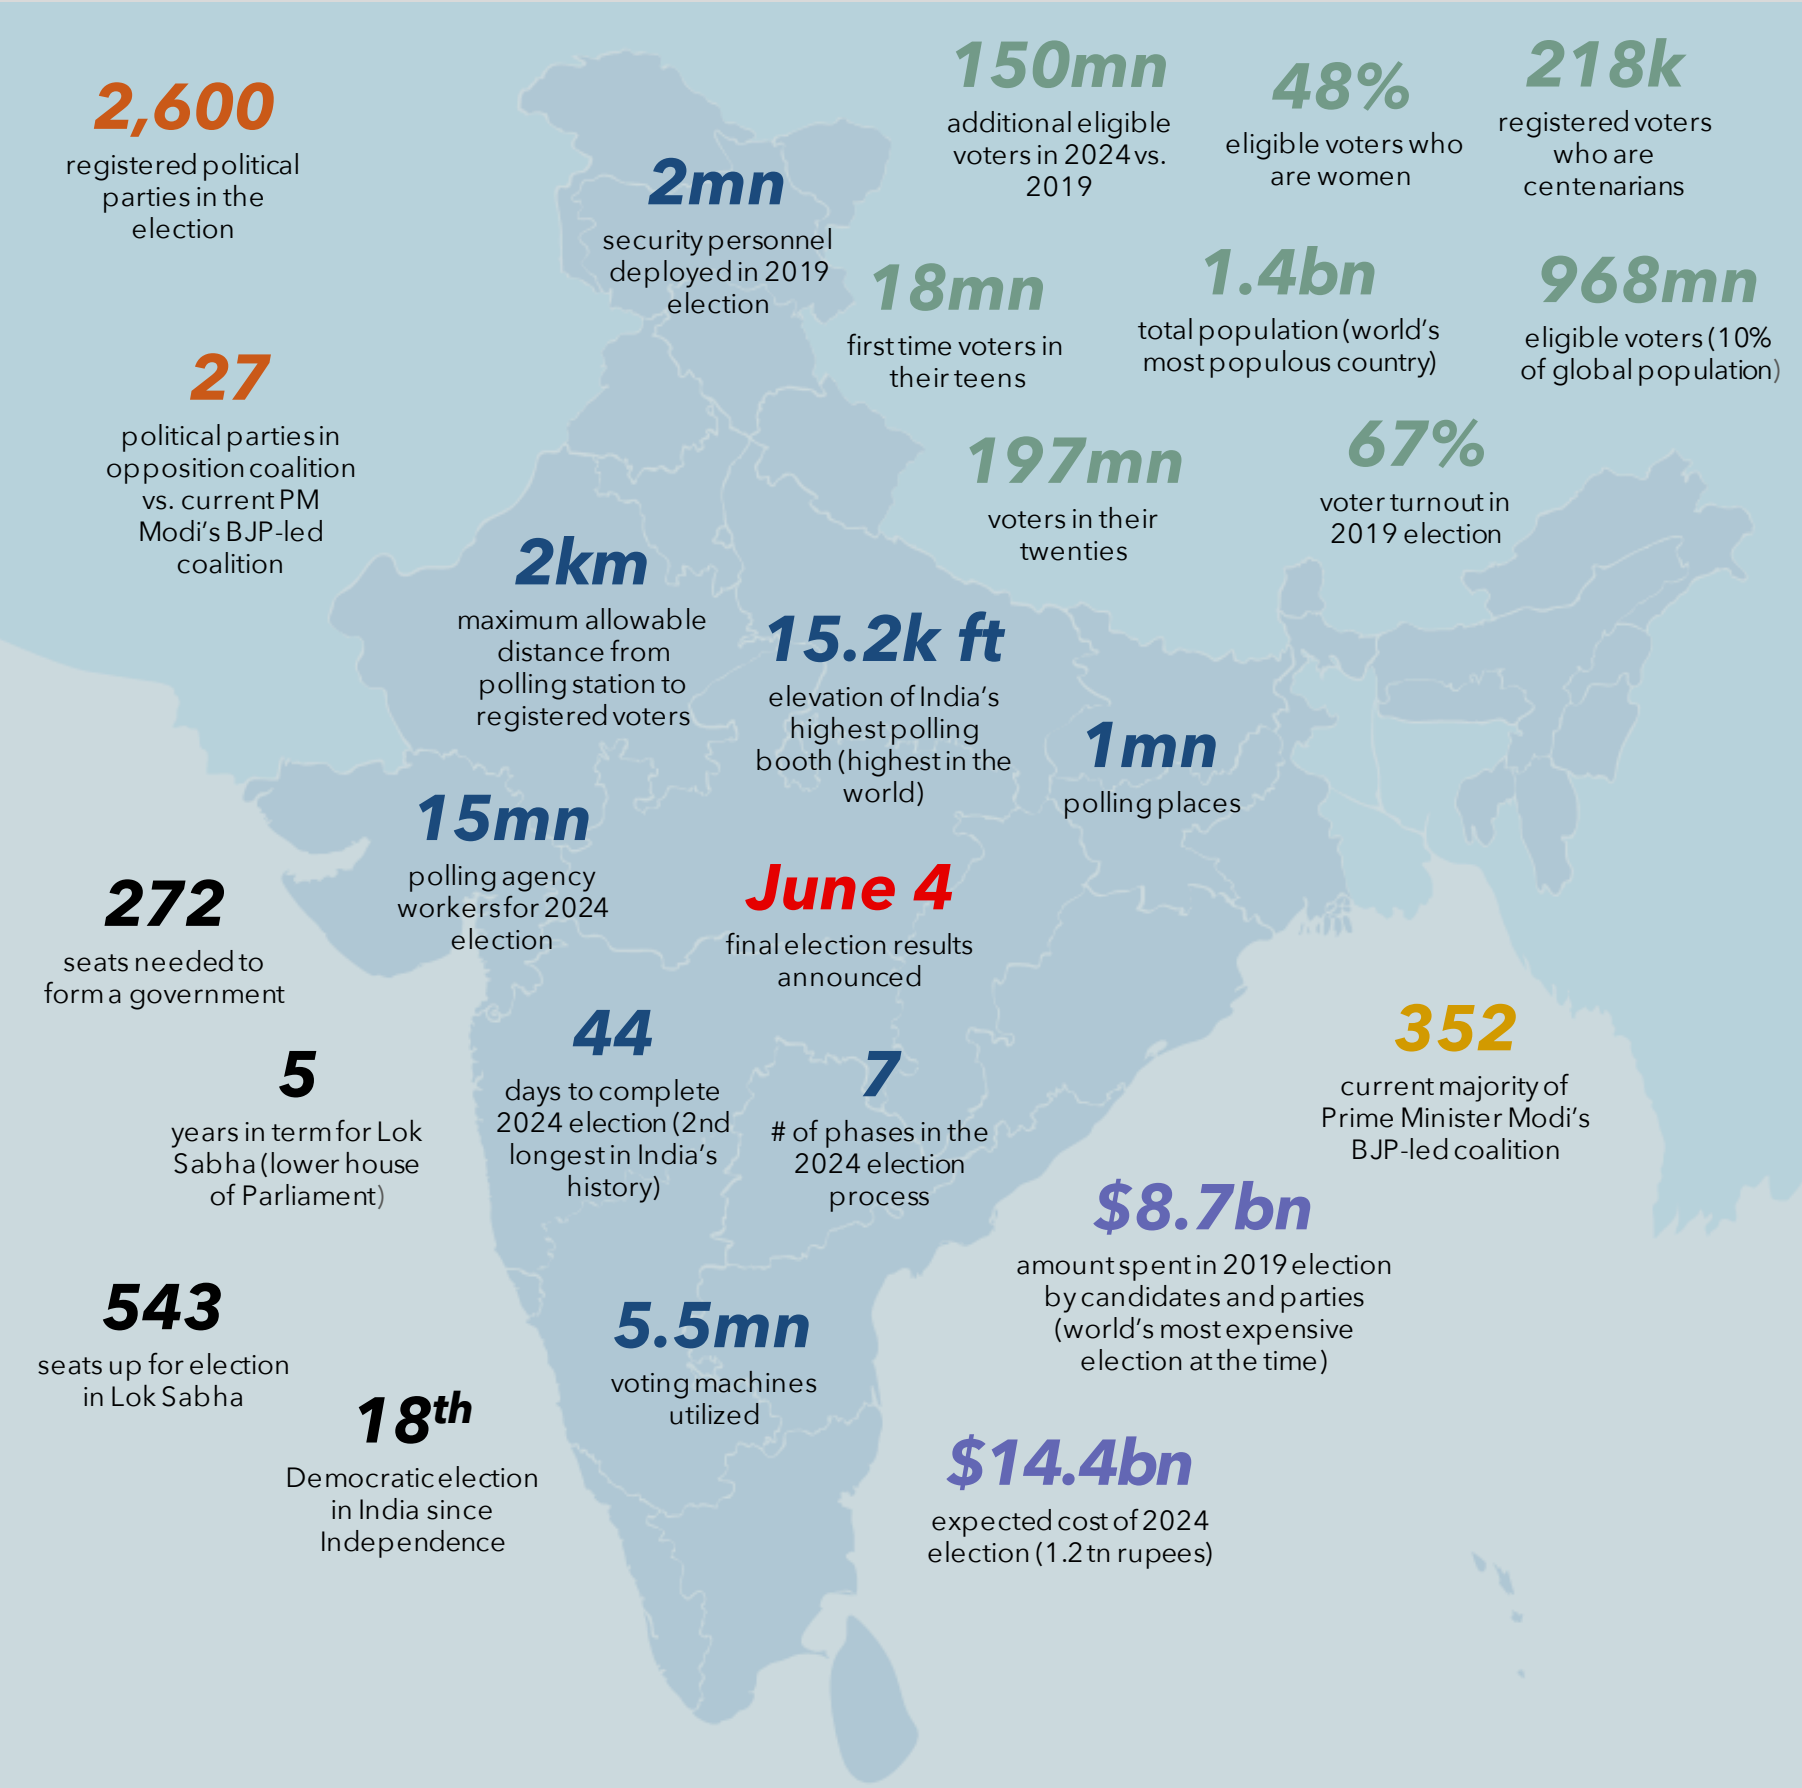 2,600
registered political
parties in the
election
27
political parties in
opposition coalition
vs. current PM
Modi's BJP-led
coalition
2mn
security personnel
deployed in 2019
election
150mn
additional eligible
voters in 2024 vs.
2019
48%
eligible voters who
are women
218k
registered voters
who are
centenarians
18mn
first time voters in
their teens
1.4bn
total population (world's
most populous country)
968mn
eligible voters (10%
of global population)
197mn
voters in their
twenties
67%
voter turnout in
2019 election
2km
maximum allowable
distance from
polling station to
registered voters
15.2k ft
elevation of India's
highest polling
booth (highest in the
world)
1mn
polling places
15mn
polling agency
workers for 2024
election
June 4
final election results
announced
272
seats needed to
form a government
5
years in term for Lok
Sabha (lower house
of Parliament)
44
days to complete
2024 election (2nd
longest in India's
history)
7
# of phases in the
2024 election
process
352
current majority of
Prime Minister Modi's
BJP-led coalition
$8.7bn
amount spent in 2019 election
by candidates and parties
(world's most expensive
election at the time)
543
seats up for election
in Lok Sabha
18th
Democratic election
in India since
Independence
5.5mn
voting machines
utilized
$14.4bn
expected cost of 2024
election (1.2 tn rupees)